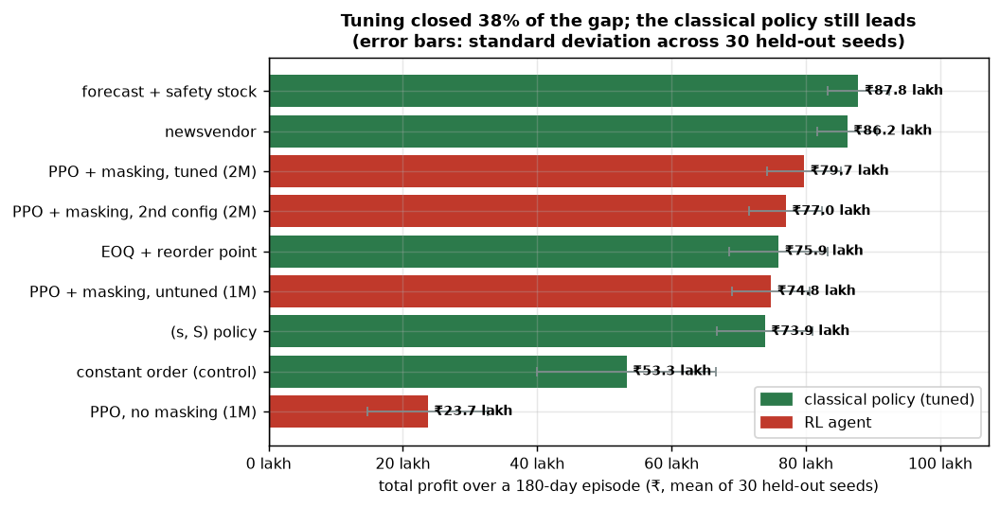 Tuning closed 38% of the gap; the classical policy still leads
(error bars: standard deviation across 30 held-out seeds)
forecast + safety stock
₹87.8 lakh
newsvendor
₹86.2 lakh
PPO + masking, tuned (2M)
₹79.7 lakh
PPO + masking, 2nd config (2M)
₹77.0 lakh
EOQ + reorder point
₹75.9 lakh
PPO + masking, untuned (1M)
₹74.8 lakh
(s, S) policy
₹73.9 lakh
constant order (control)
₹53.3 lakh
PPO, no masking (1M)
₹23.7 lakh
classical policy (tuned)
RL agent
0 lakh 20 lakh 40 lakh 60 lakh 80 lakh 100 lakh
total profit over a 180-day episode (₹, mean of 30 held-out seeds)